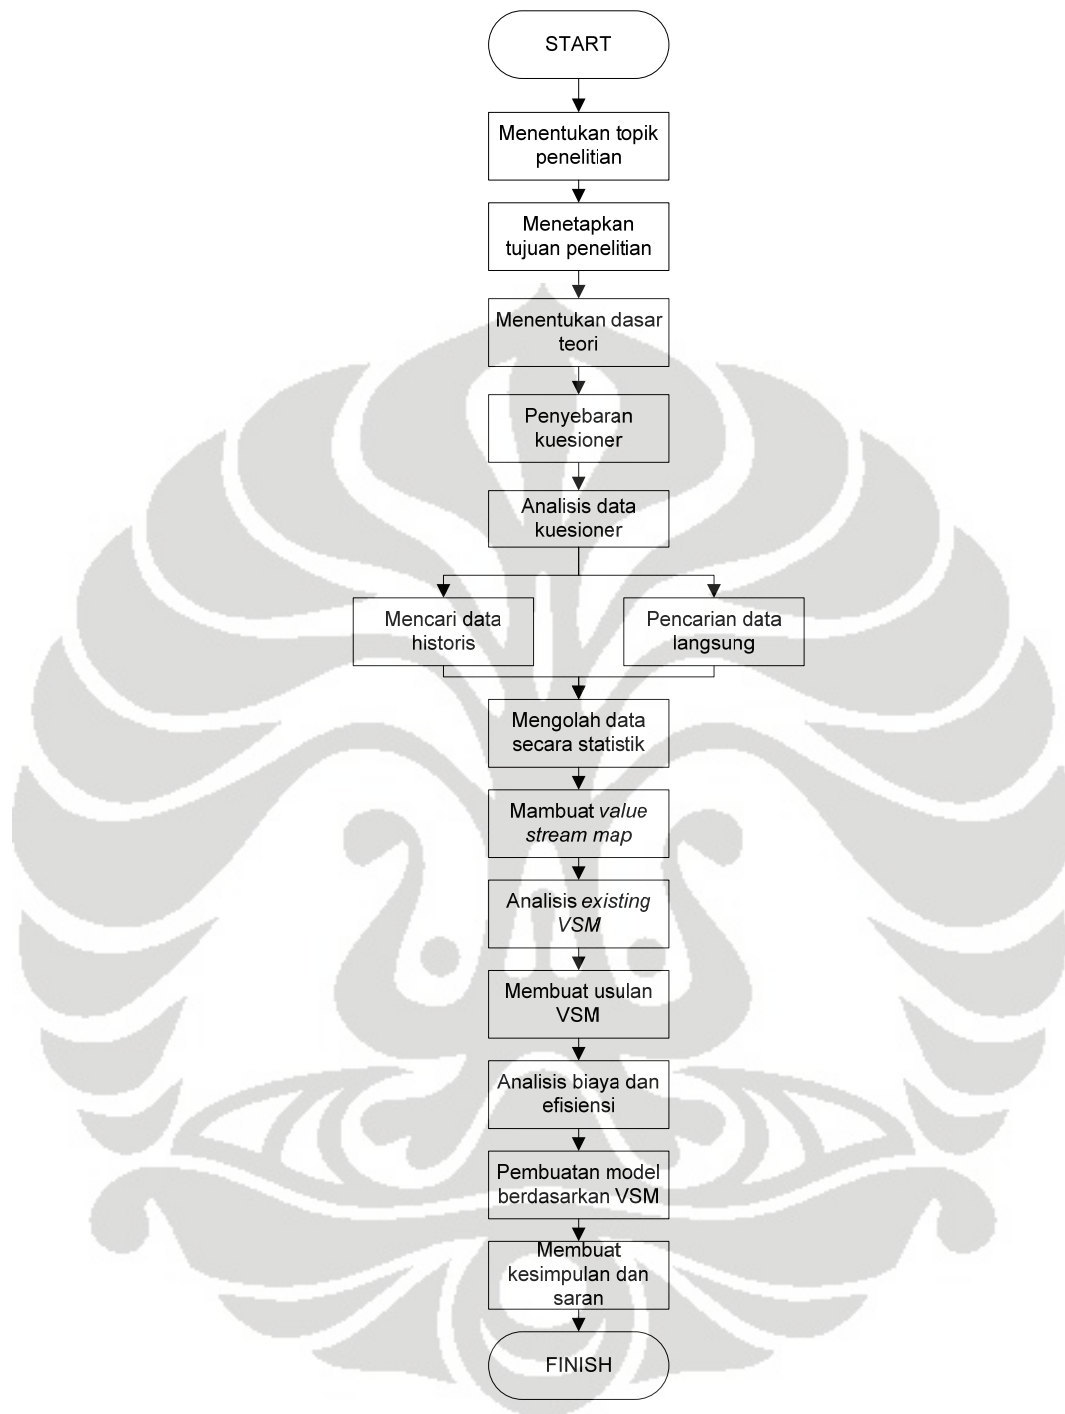 START
Menentukan topik
penelitian
Menetapkan
tujuan penelitian
Menentukan dasar
teori
Penyebaran
kuesioner
Analisis data
kuesioner
Mencari data
historis
Pencarian data
langsung
Mengolah data
secara statistik
Mambuat value
stream map
Analisis existing
VSM
Membuat usulan
VSM
Analisis biaya dan
efisiensi
Pembuatan model
berdasarkan VSM
Membuat
kesimpulan dan
saran
FINISH